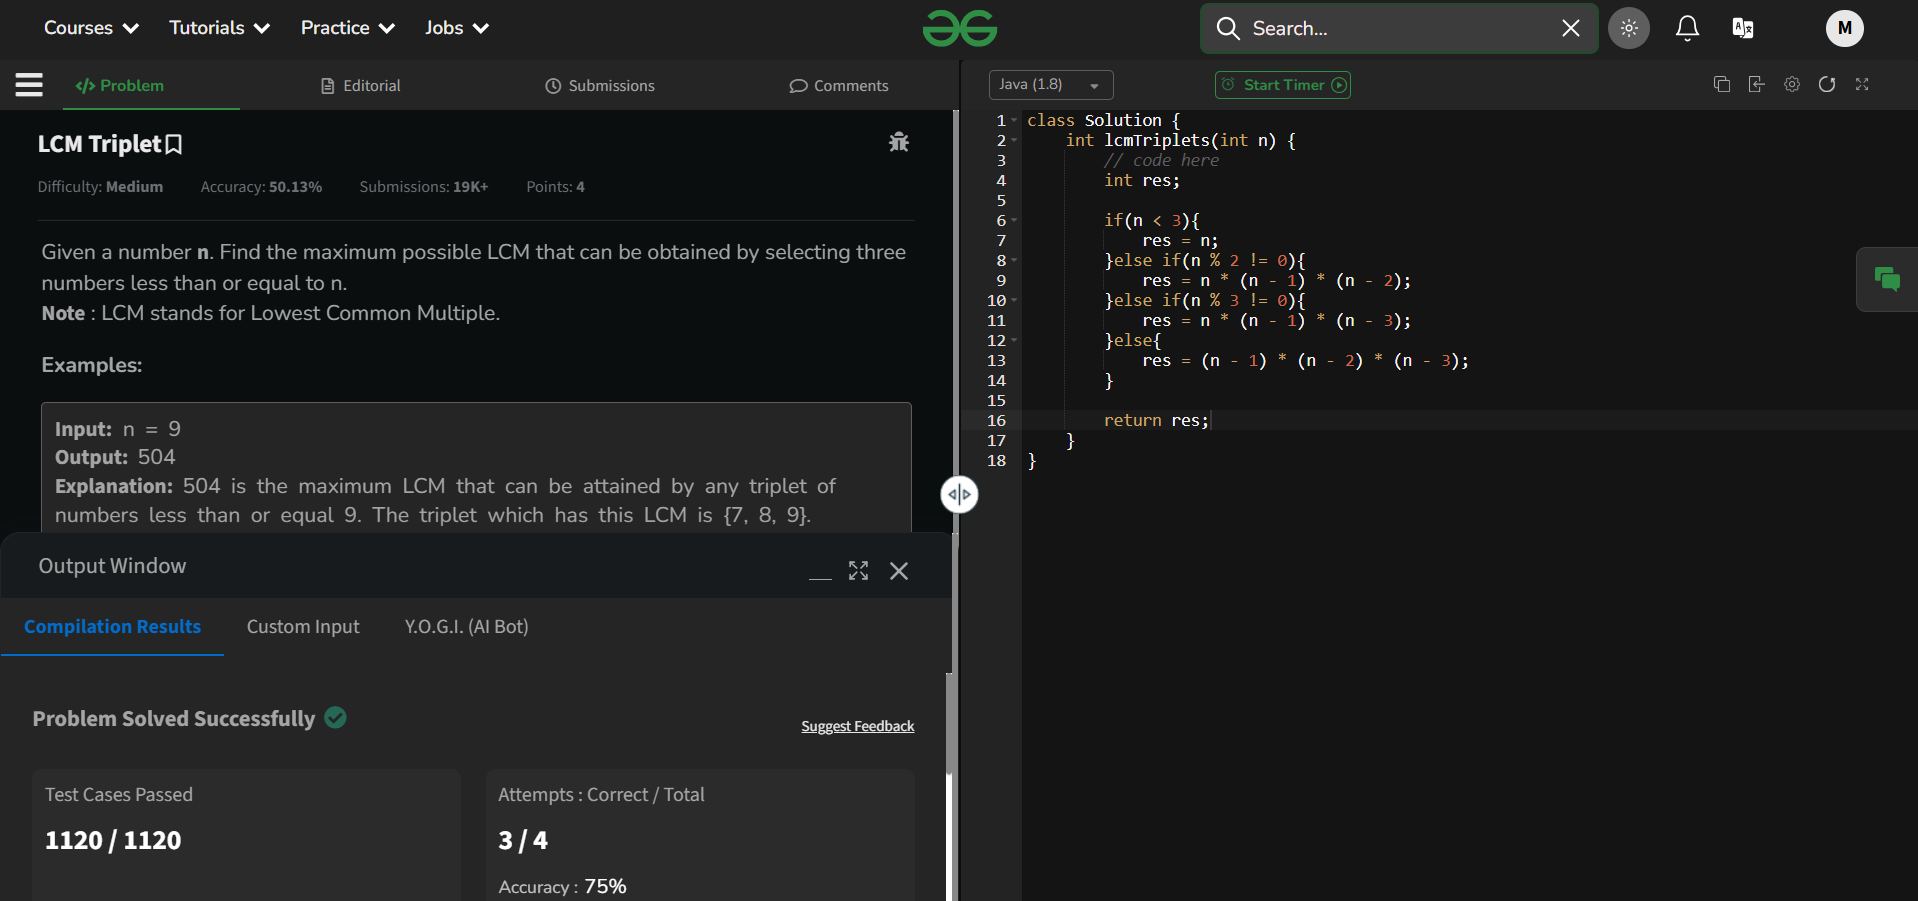 Courses Tutorials Practice Jobs Search... M
Problem Editorial Submissions Comments
LCM Triplet
Difficulty: Medium Accuracy: 50.13% Submissions: 19K+ Points: 4
Given a number n. Find the maximum possible LCM that can be obtained by selecting three
numbers less than or equal to n.
Note : LCM stands for Lowest Common Multiple.
Examples:
Input: n = 9
Output: 504
Explanation: 504 is the maximum LCM that can be attained by any triplet of
numbers less than or equal 9. The triplet which has this LCM is {7, 8, 9}.
Output Window
Compilation Results Custom Input Y.O.G.I. (AI Bot)
Problem Solved Successfully
Suggest Feedback
Test Cases Passed
1120 / 1120
Attempts : Correct / Total
3 / 4
Accuracy : 75%
Java (1.8) Start Timer
1 class Solution {
2 int lcmTriplets(int n) {
3 // code here
4 int res;
5
6 if(n < 3){
7 res = n;
8 }else if(n % 2 != 0){
9 res = n * (n - 1) * (n - 2);
10 }else if(n % 3 != 0){
11 res = n * (n - 1) * (n - 3);
12 }else{
13 res = (n - 1) * (n - 2) * (n - 3);
14 }
15
16 return res;
17 }
18 }